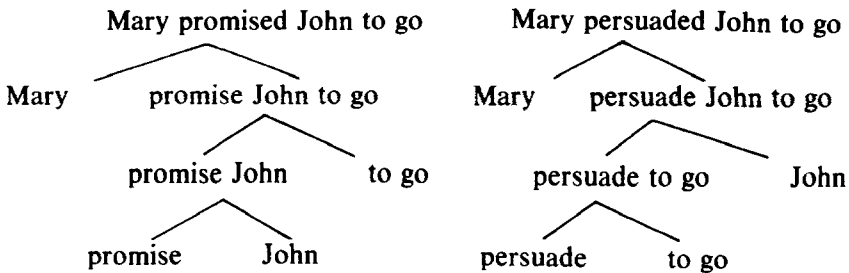 Mary promised John to go
Mary persuaded John to go
Mary
promise John to go
Mary
persuade John to go
promise John
to go
persuade to go
John
promise
John
persuade
to go